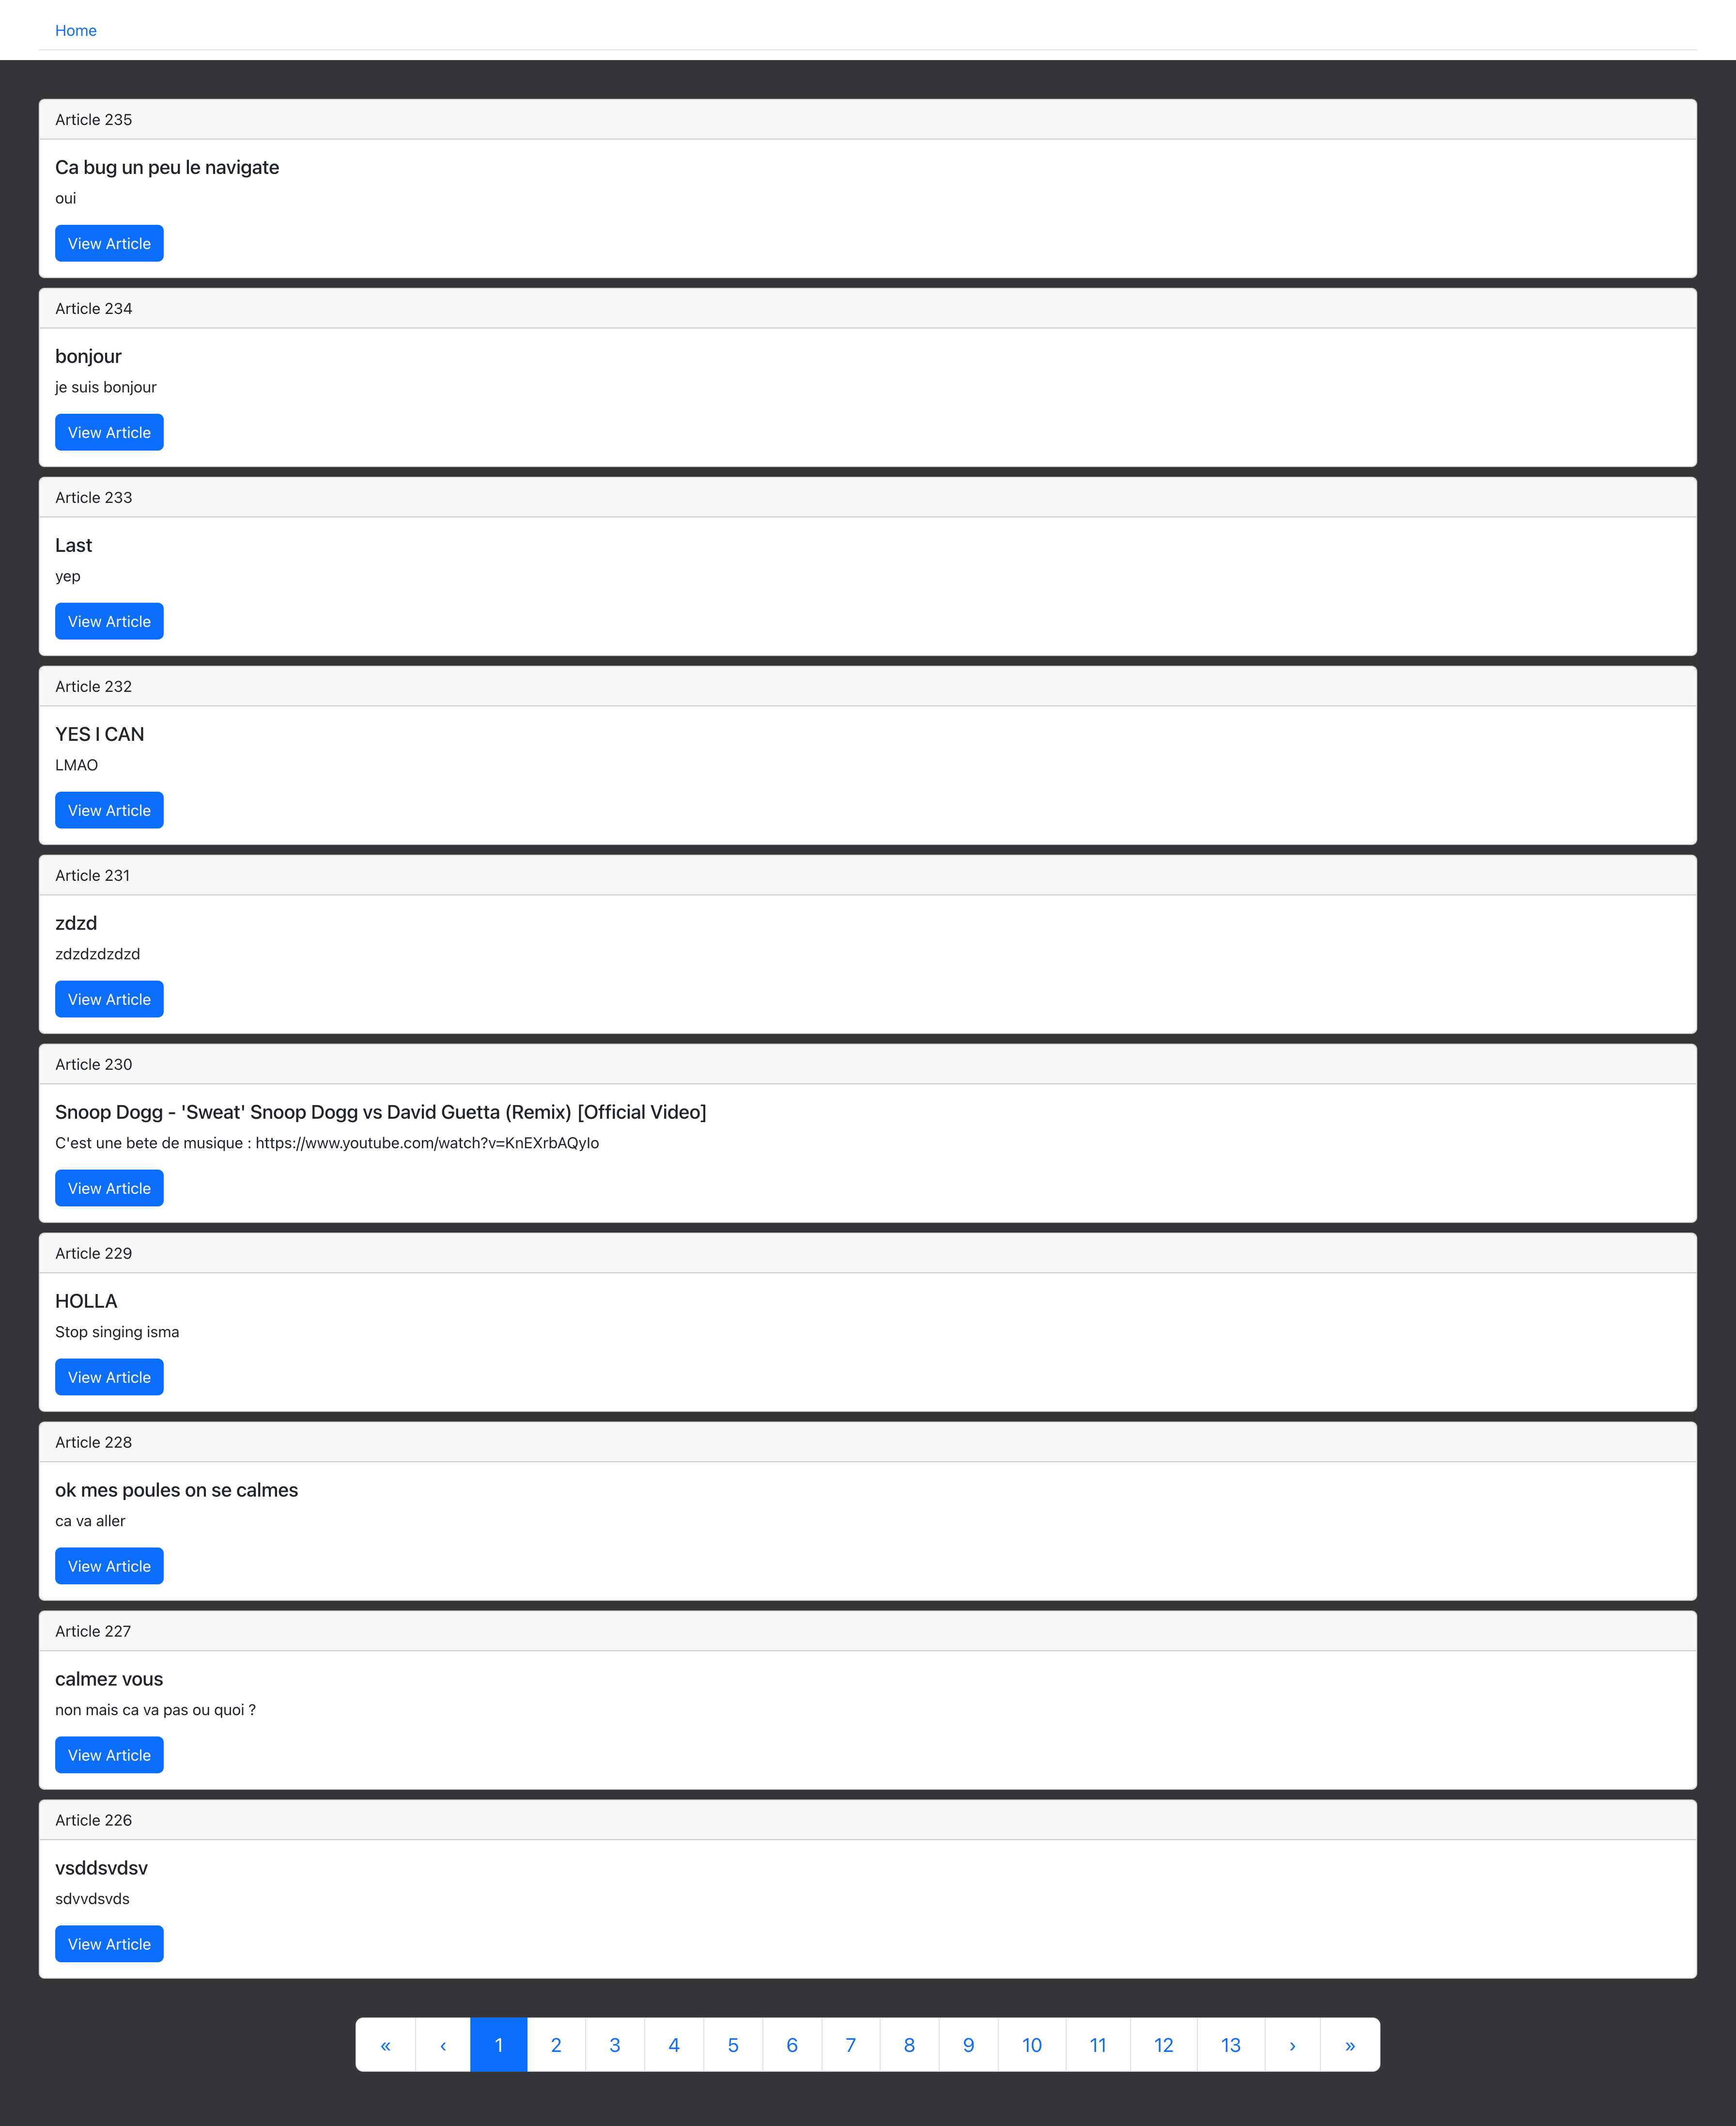 Home
Article 235
Ca bug un peu le navigate
oui
View Article
Article 234
bonjour
je suis bonjour
View Article
Article 233
Last
yep
View Article
Article 232
YES I CAN
LMAO
View Article
Article 231
zdzd
zdzdzdzdzd
View Article
Article 230
Snoop Dogg - 'Sweat' Snoop Dogg vs David Guetta (Remix) [Official Video]
C'est une bete de musique : https://www.youtube.com/watch?v=KnEXrbAQyIo
View Article
Article 229
HOLLA
Stop singing isma
View Article
Article 228
ok mes poules on se calmes
ca va aller
View Article
Article 227
calmez vous
non mais ca va pas ou quoi ?
View Article
Article 226
vsddsvdsv
sdvvdsvds
View Article
« ‹ 1 2 3 4 5 6 7 8 9 10 11 12 13 › »